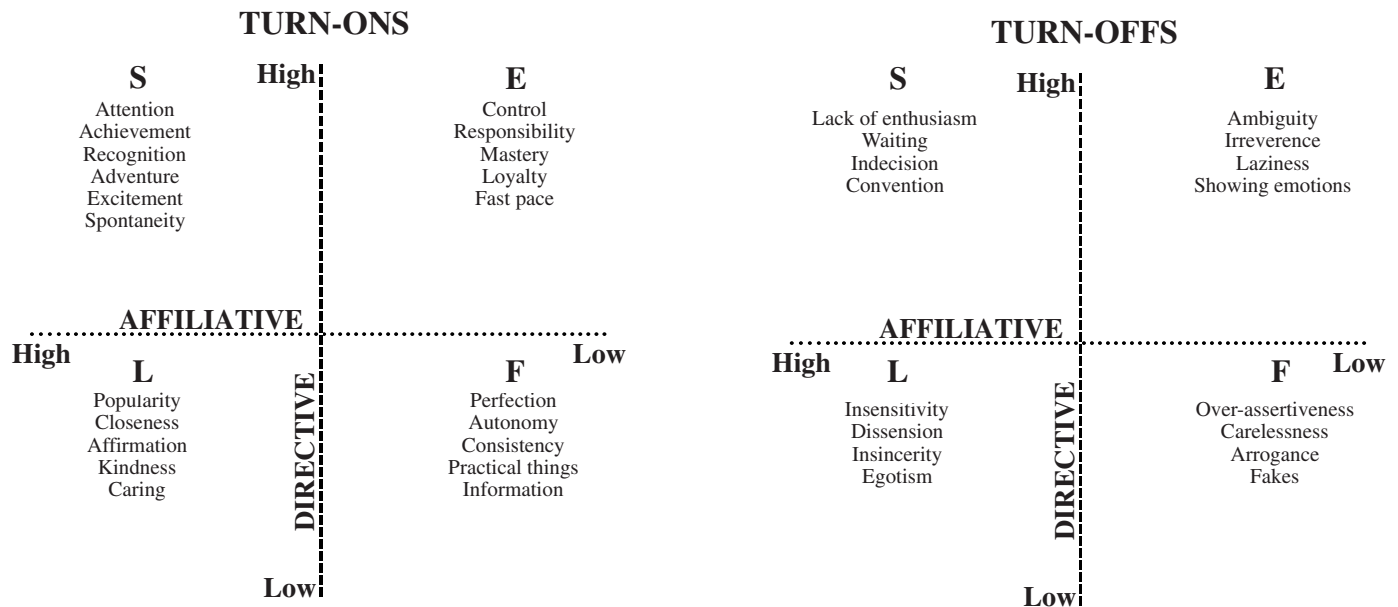 TURN-ONS
High
S
Attention
Achievement
Recognition
Adventure
Excitement
Spontaneity
E
Control
Responsibility
Mastery
Loyalty
Fast pace
AFFILIATIVE
High
Low
L
Popularity
Closeness
Affirmation
Kindness
Caring
DIRECTIVE
F
Perfection
Autonomy
Consistency
Practical things
Information
Low
TURN-OFFS
High
S
Lack of enthusiasm
Waiting
Indecision
Convention
E
Ambiguity
Irreverence
Laziness
Showing emotions
AFFILIATIVE
High
Low
L
Insensitivity
Dissension
Insincerity
Egotism
DIRECTIVE
F
Over-assertiveness
Carelessness
Arrogance
Fakes
Low